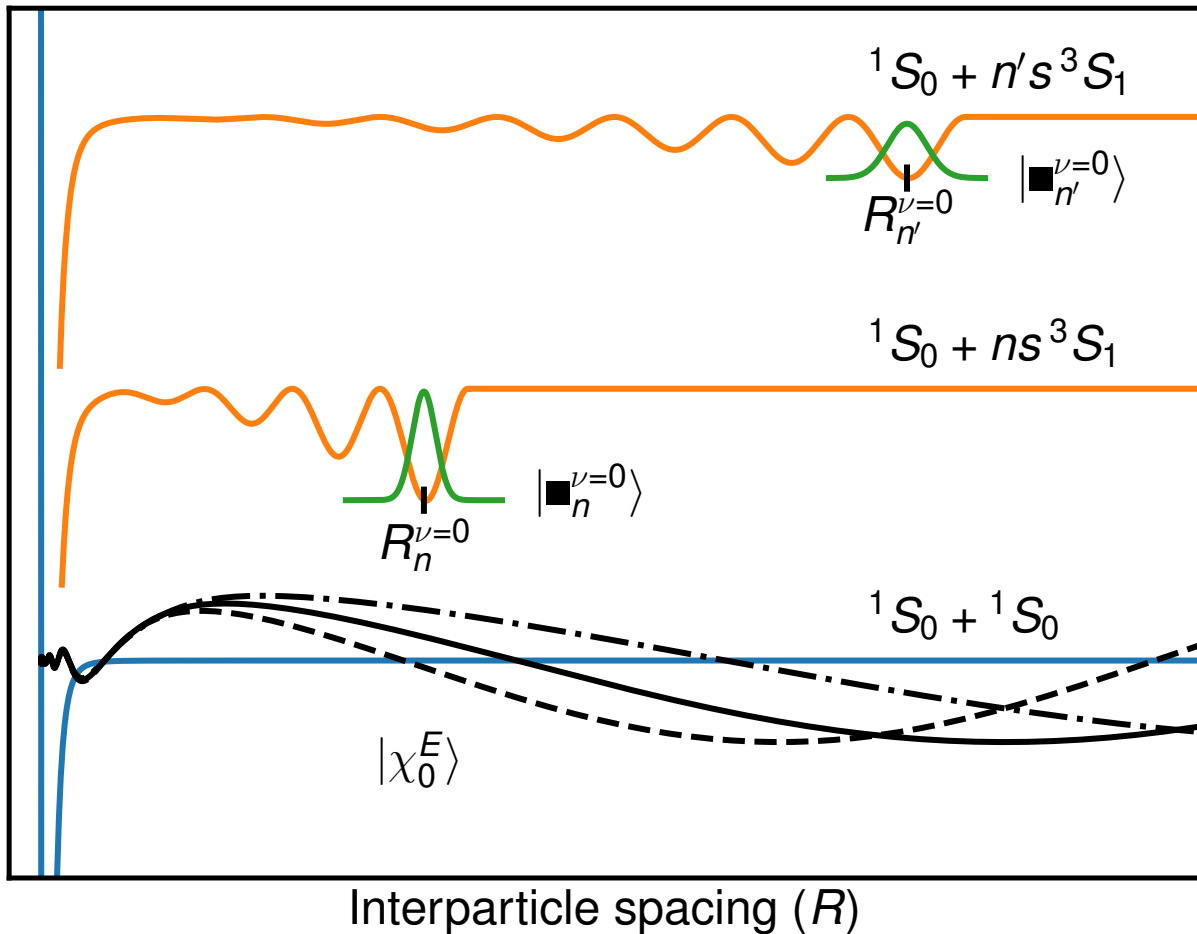 ¹S₀ + n′s ³S₁
|■ₙ′^{ν=0}⟩
Rₙ′^{ν=0}
¹S₀ + ns ³S₁
|■ₙ^{ν=0}⟩
Rₙ^{ν=0}
¹S₀ + ¹S₀
|χ₀^E⟩
Interparticle spacing (R)